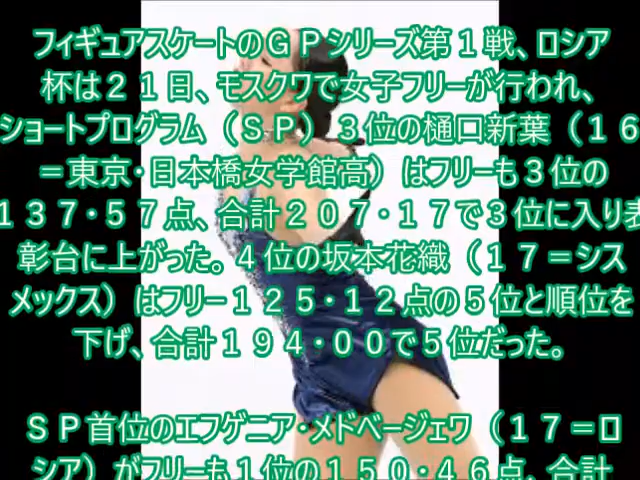 フィギュアスケートのＧＰシリーズ第１戦、ロシア
杯は２１日、モスクワで女子フリーが行われ、
ショートプログラム（ＳＰ）３位の樋口新葉（１６
＝東京・日本橋女学館高）はフリーも３位の
１３７・５７点、合計２０７・１７で３位に入り表
彰台に上がった。４位の坂本花織（１７＝シス
メックス）はフリー１２５・１２点の５位と順位を
下げ、合計１９４・００で５位だった。
ＳＰ首位のエフゲニア・メドベージェワ（１７＝ロ
シア）がフリーも１位の１５０・４６点、合計